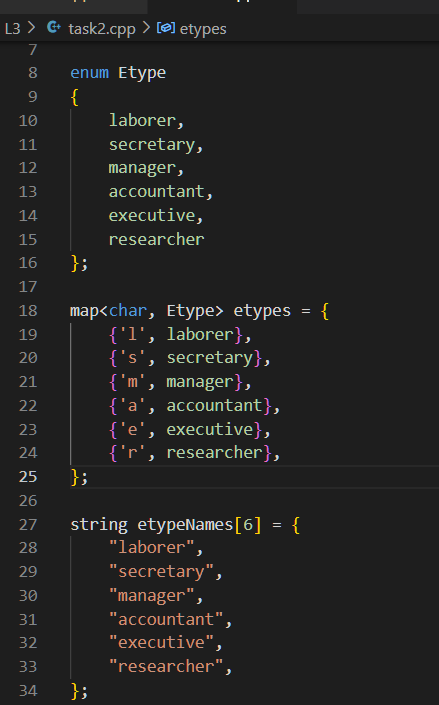 L3 > task2.cpp > etypes
7
8 enum Etype
9 {
10     laborer,
11     secretary,
12     manager,
13     accountant,
14     executive,
15     researcher
16 };
17
18 map<char, Etype> etypes = {
19     {'l', laborer},
20     {'s', secretary},
21     {'m', manager},
22     {'a', accountant},
23     {'e', executive},
24     {'r', researcher},
25 };
26
27 string etypeNames[6] = {
28     "laborer",
29     "secretary",
30     "manager",
31     "accountant",
32     "executive",
33     "researcher",
34 };